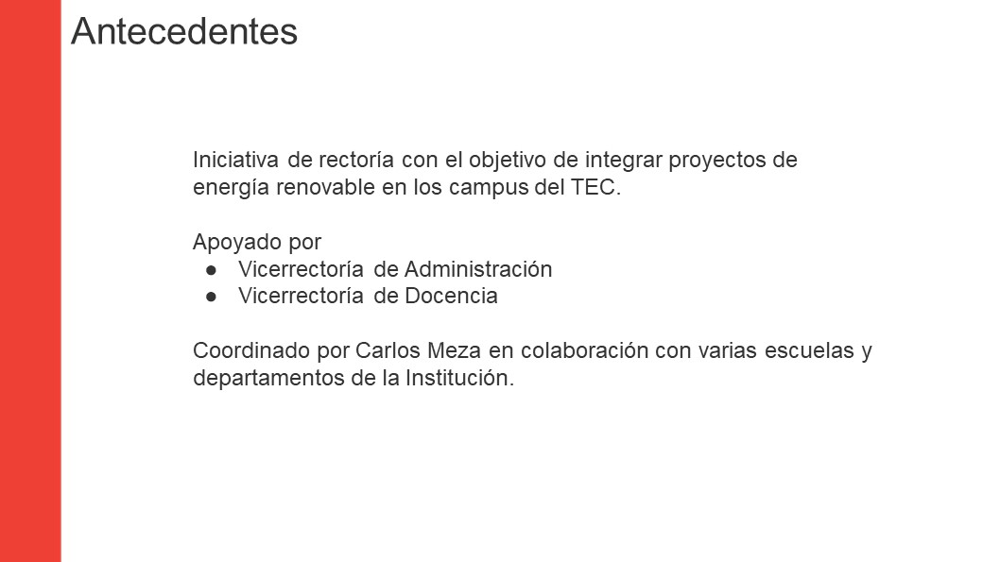 Antecedentes
Iniciativa de rectoría con el objetivo de integrar proyectos de
energía renovable en los campus del TEC.
Apoyado por
● Vicerrectoría de Administración
● Vicerrectoría de Docencia
Coordinado por Carlos Meza en colaboración con varias escuelas y
departamentos de la Institución.